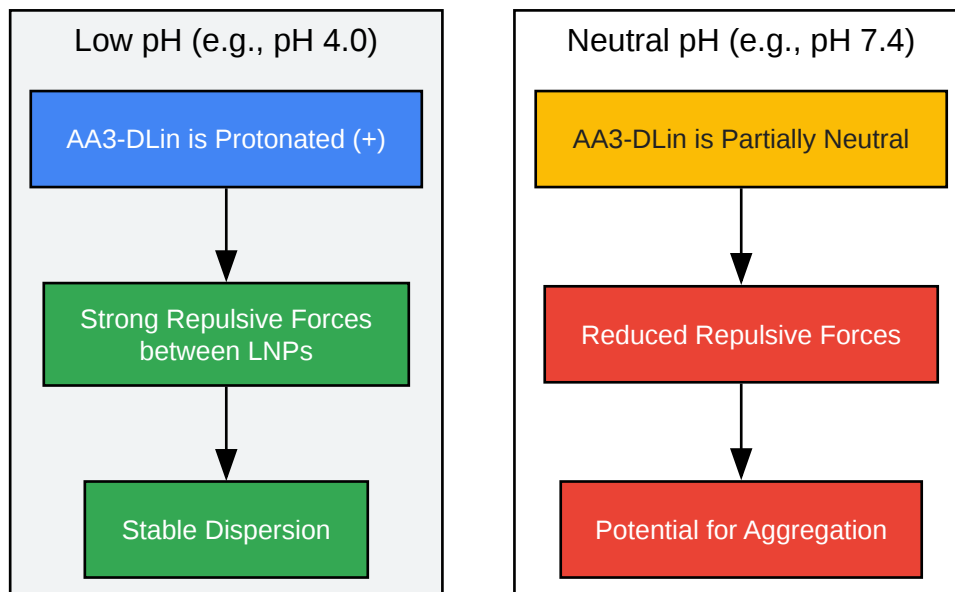 Low pH (e.g., pH 4.0)
AA3-DLin is Protonated (+)
Strong Repulsive Forces
between LNPs
Stable Dispersion
Neutral pH (e.g., pH 7.4)
AA3-DLin is Partially Neutral
Reduced Repulsive Forces
Potential for Aggregation